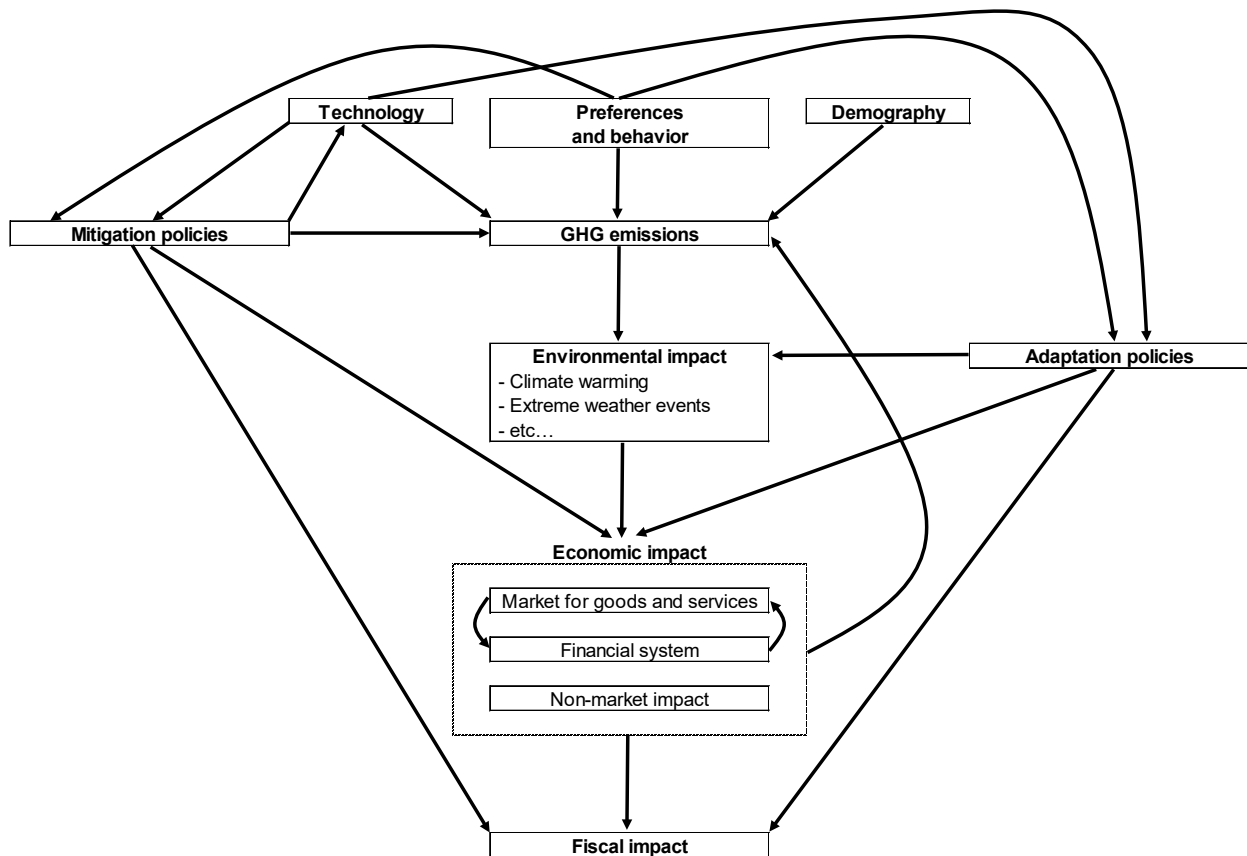 Technology
Preferences
and behavior
Demography
Mitigation policies
GHG emissions
Environmental impact
- Climate warming
- Extreme weather events
- etc…
Adaptation policies
Economic impact
Market for goods and services
Financial system
Non-market impact
Fiscal impact